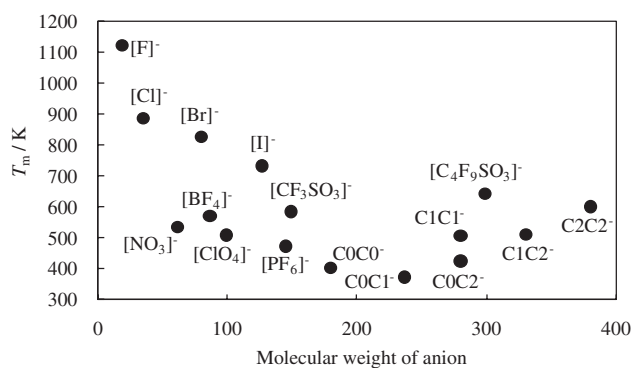 1200
1100
1000
900
800
700
600
500
400
300
T_m / K
[F]⁻
[Cl]⁻
[Br]⁻
[I]⁻
[BF₄]⁻
[CF₃SO₃]⁻
[C₄F₉SO₃]⁻
[NO₃]⁻
[ClO₄]⁻
[PF₆]⁻
C0C0⁻
C0C1⁻
C1C1⁻
C0C2⁻
C1C2⁻
C2C2⁻
0 100 200 300 400
Molecular weight of anion